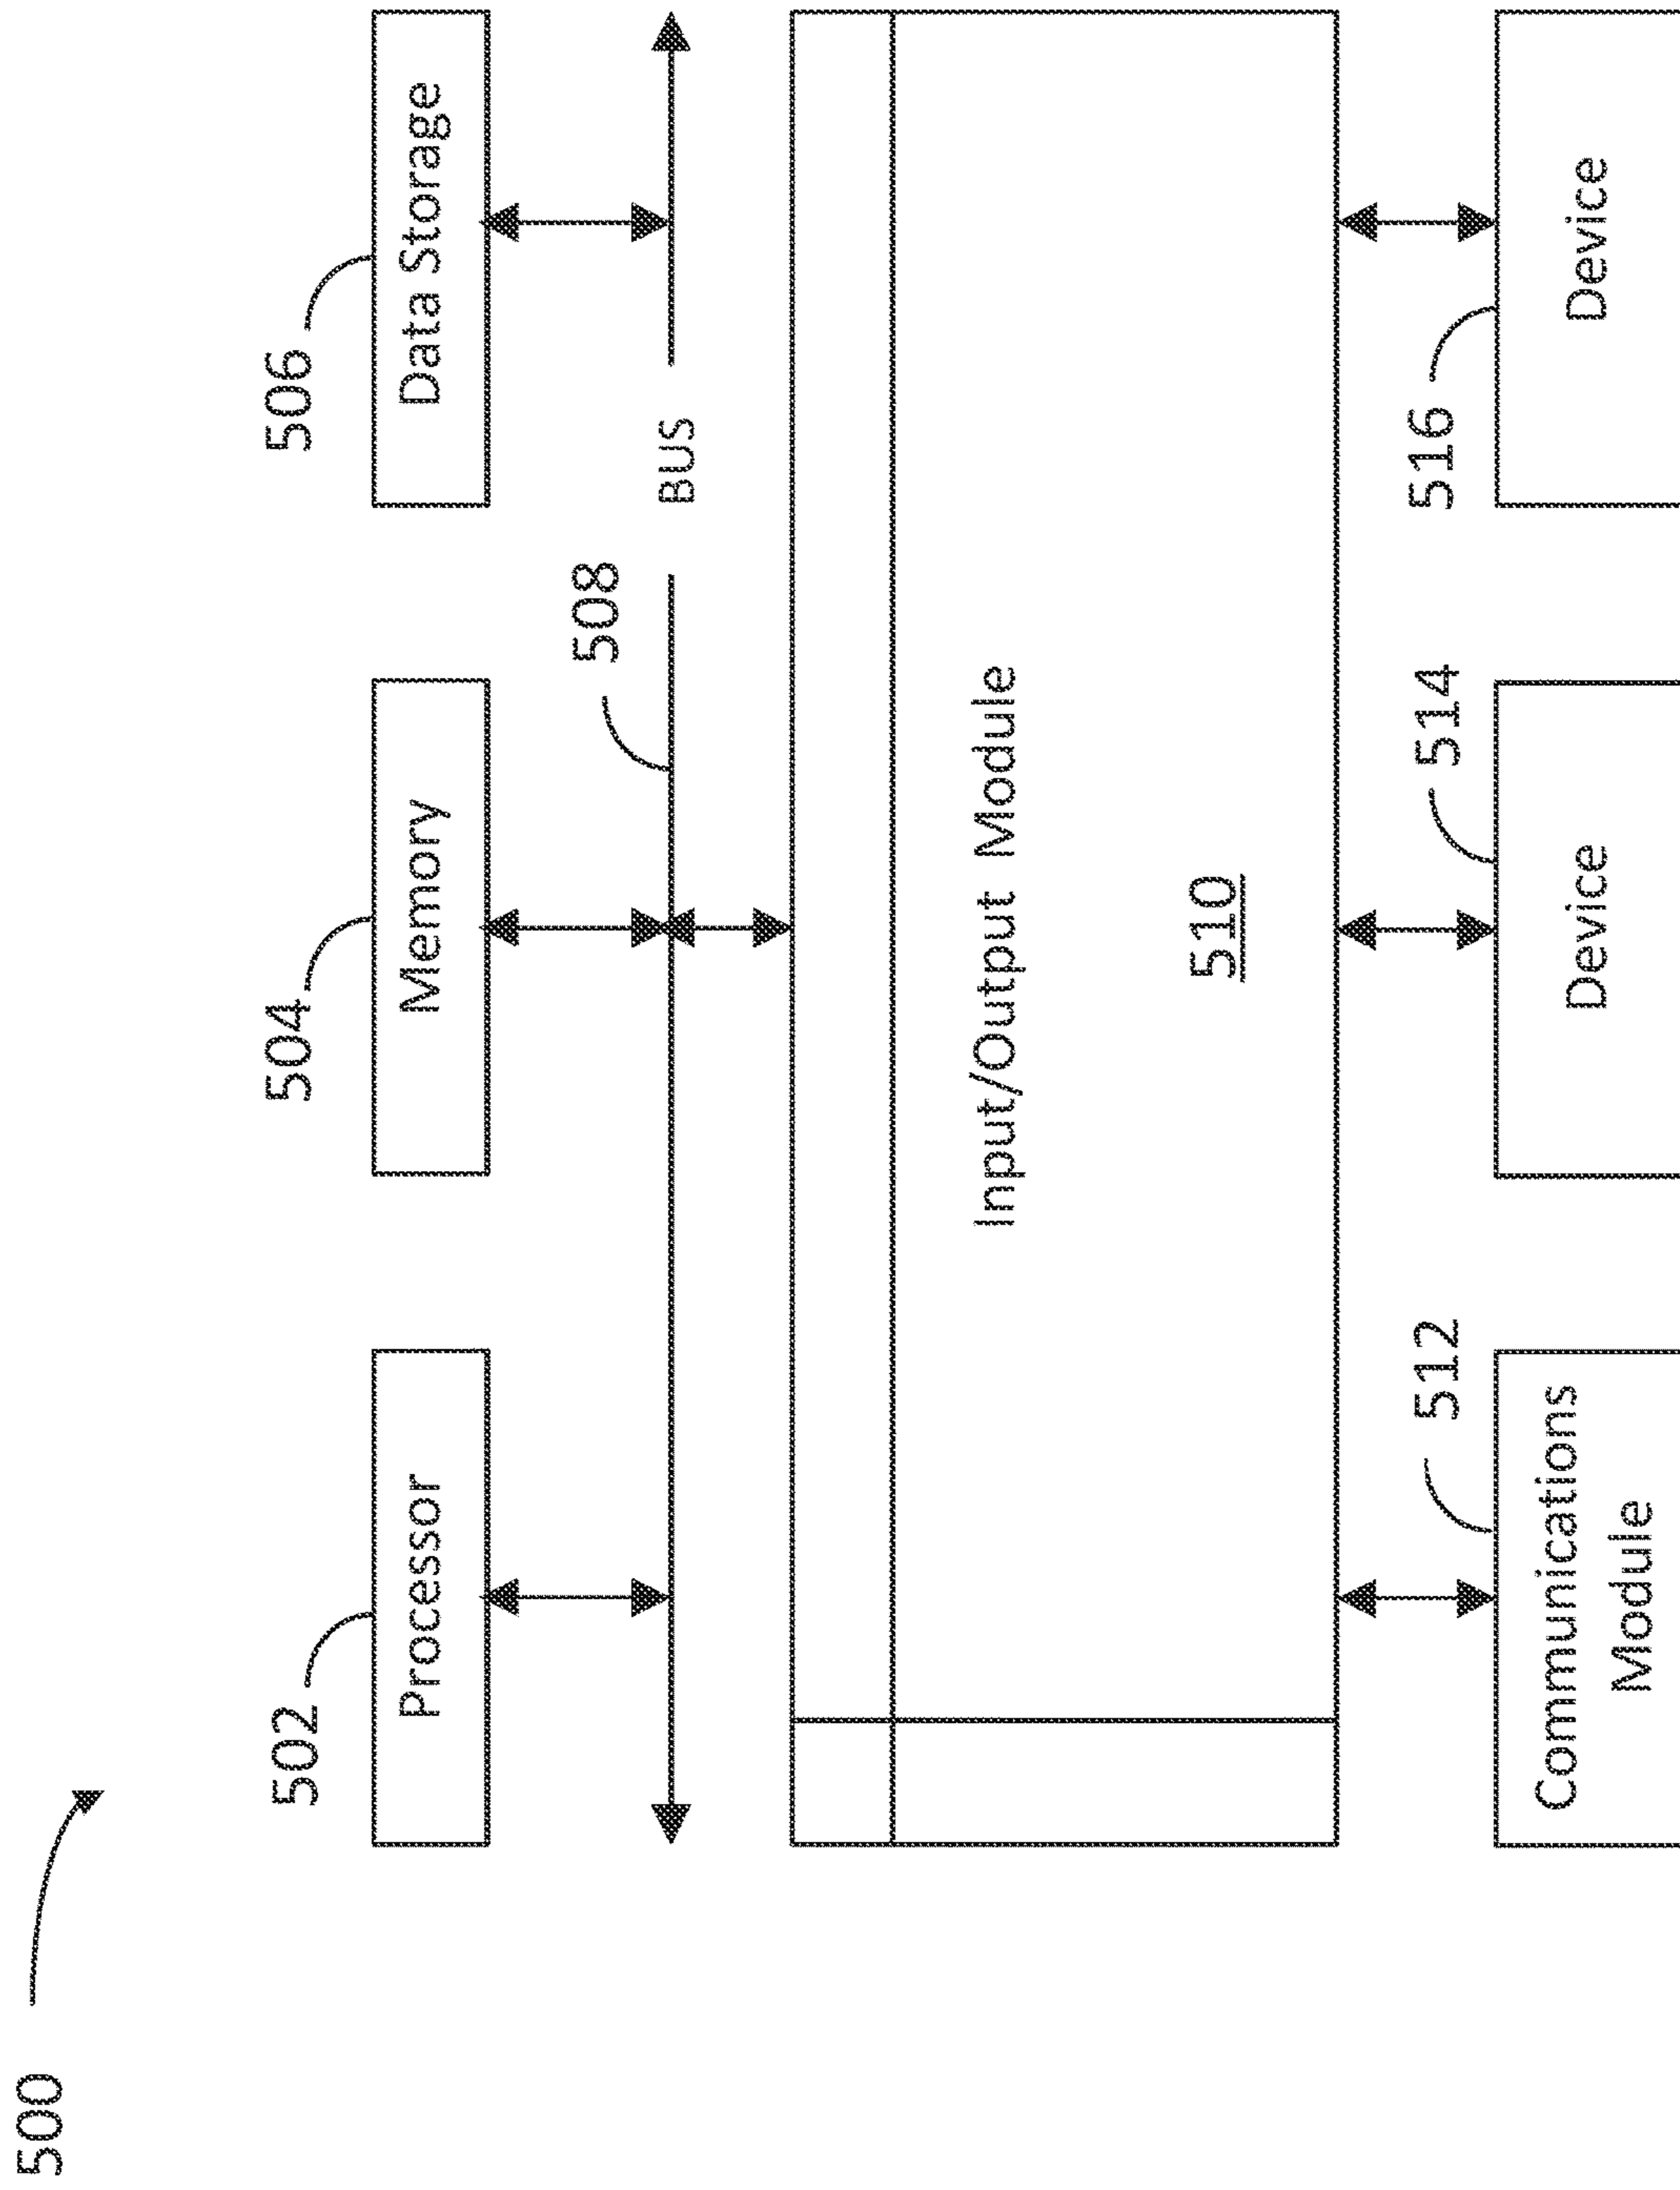 500
502
504
506
Processor
Memory
Data Storage
508
BUS
Input/Output Module
510
512
514
516
Communications
Module
Device
Device